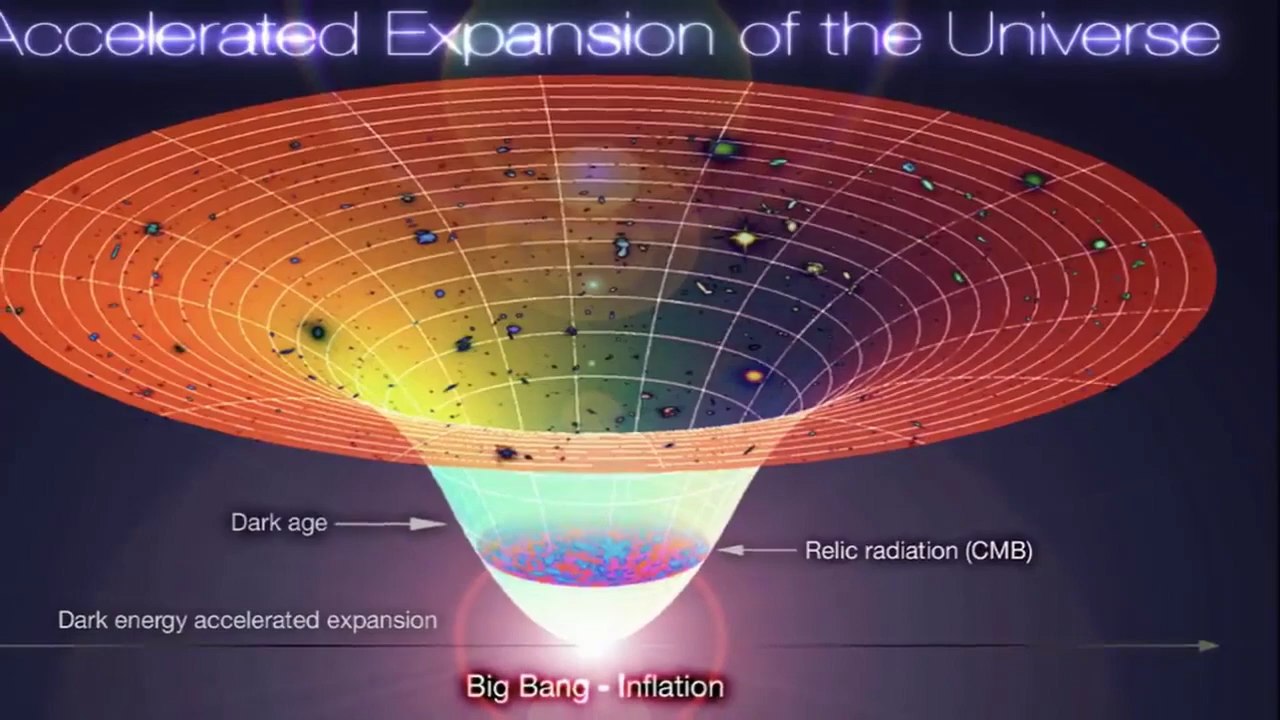 Accelerated Expansion of the Universe
Dark age
Relic radiation (CMB)
Dark energy accelerated expansion
Big Bang - Inflation